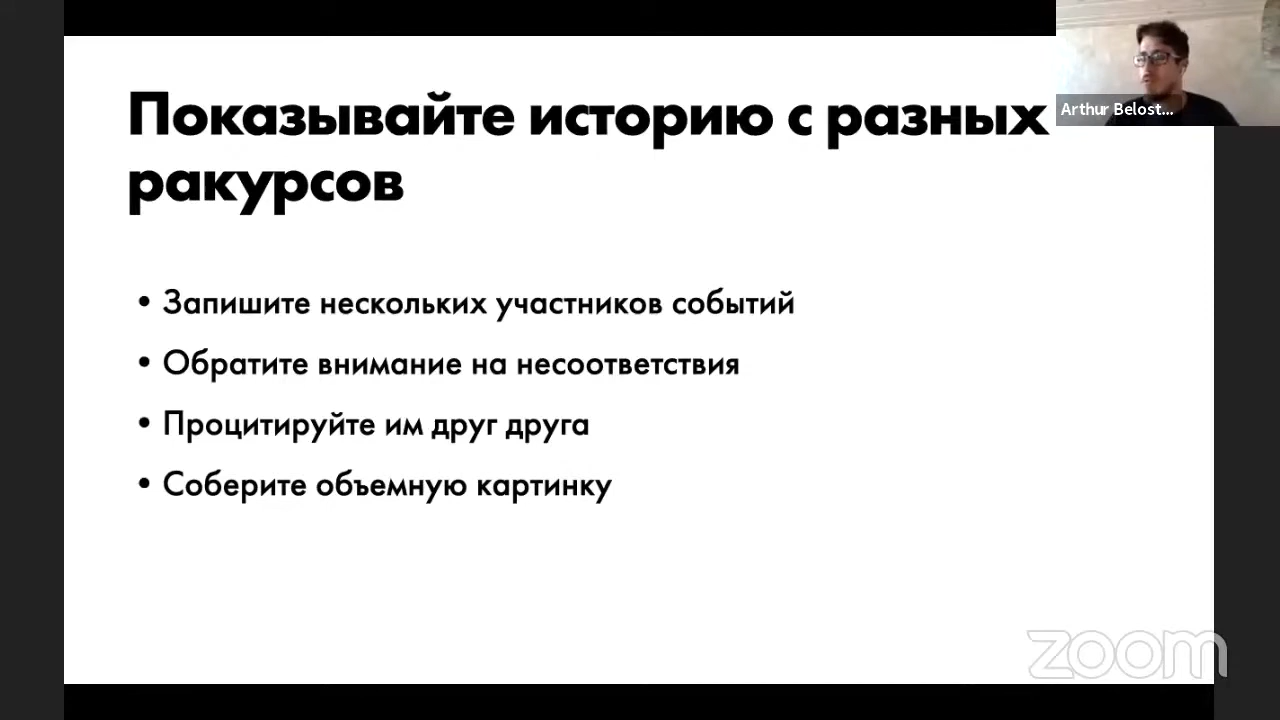 Показывайте историю с разных
ракурсов
Arthur Belost...
• Запишите нескольких участников событий
• Обратите внимание на несоответствия
• Процитируйте им друг друга
• Соберите объемную картинку
zoom